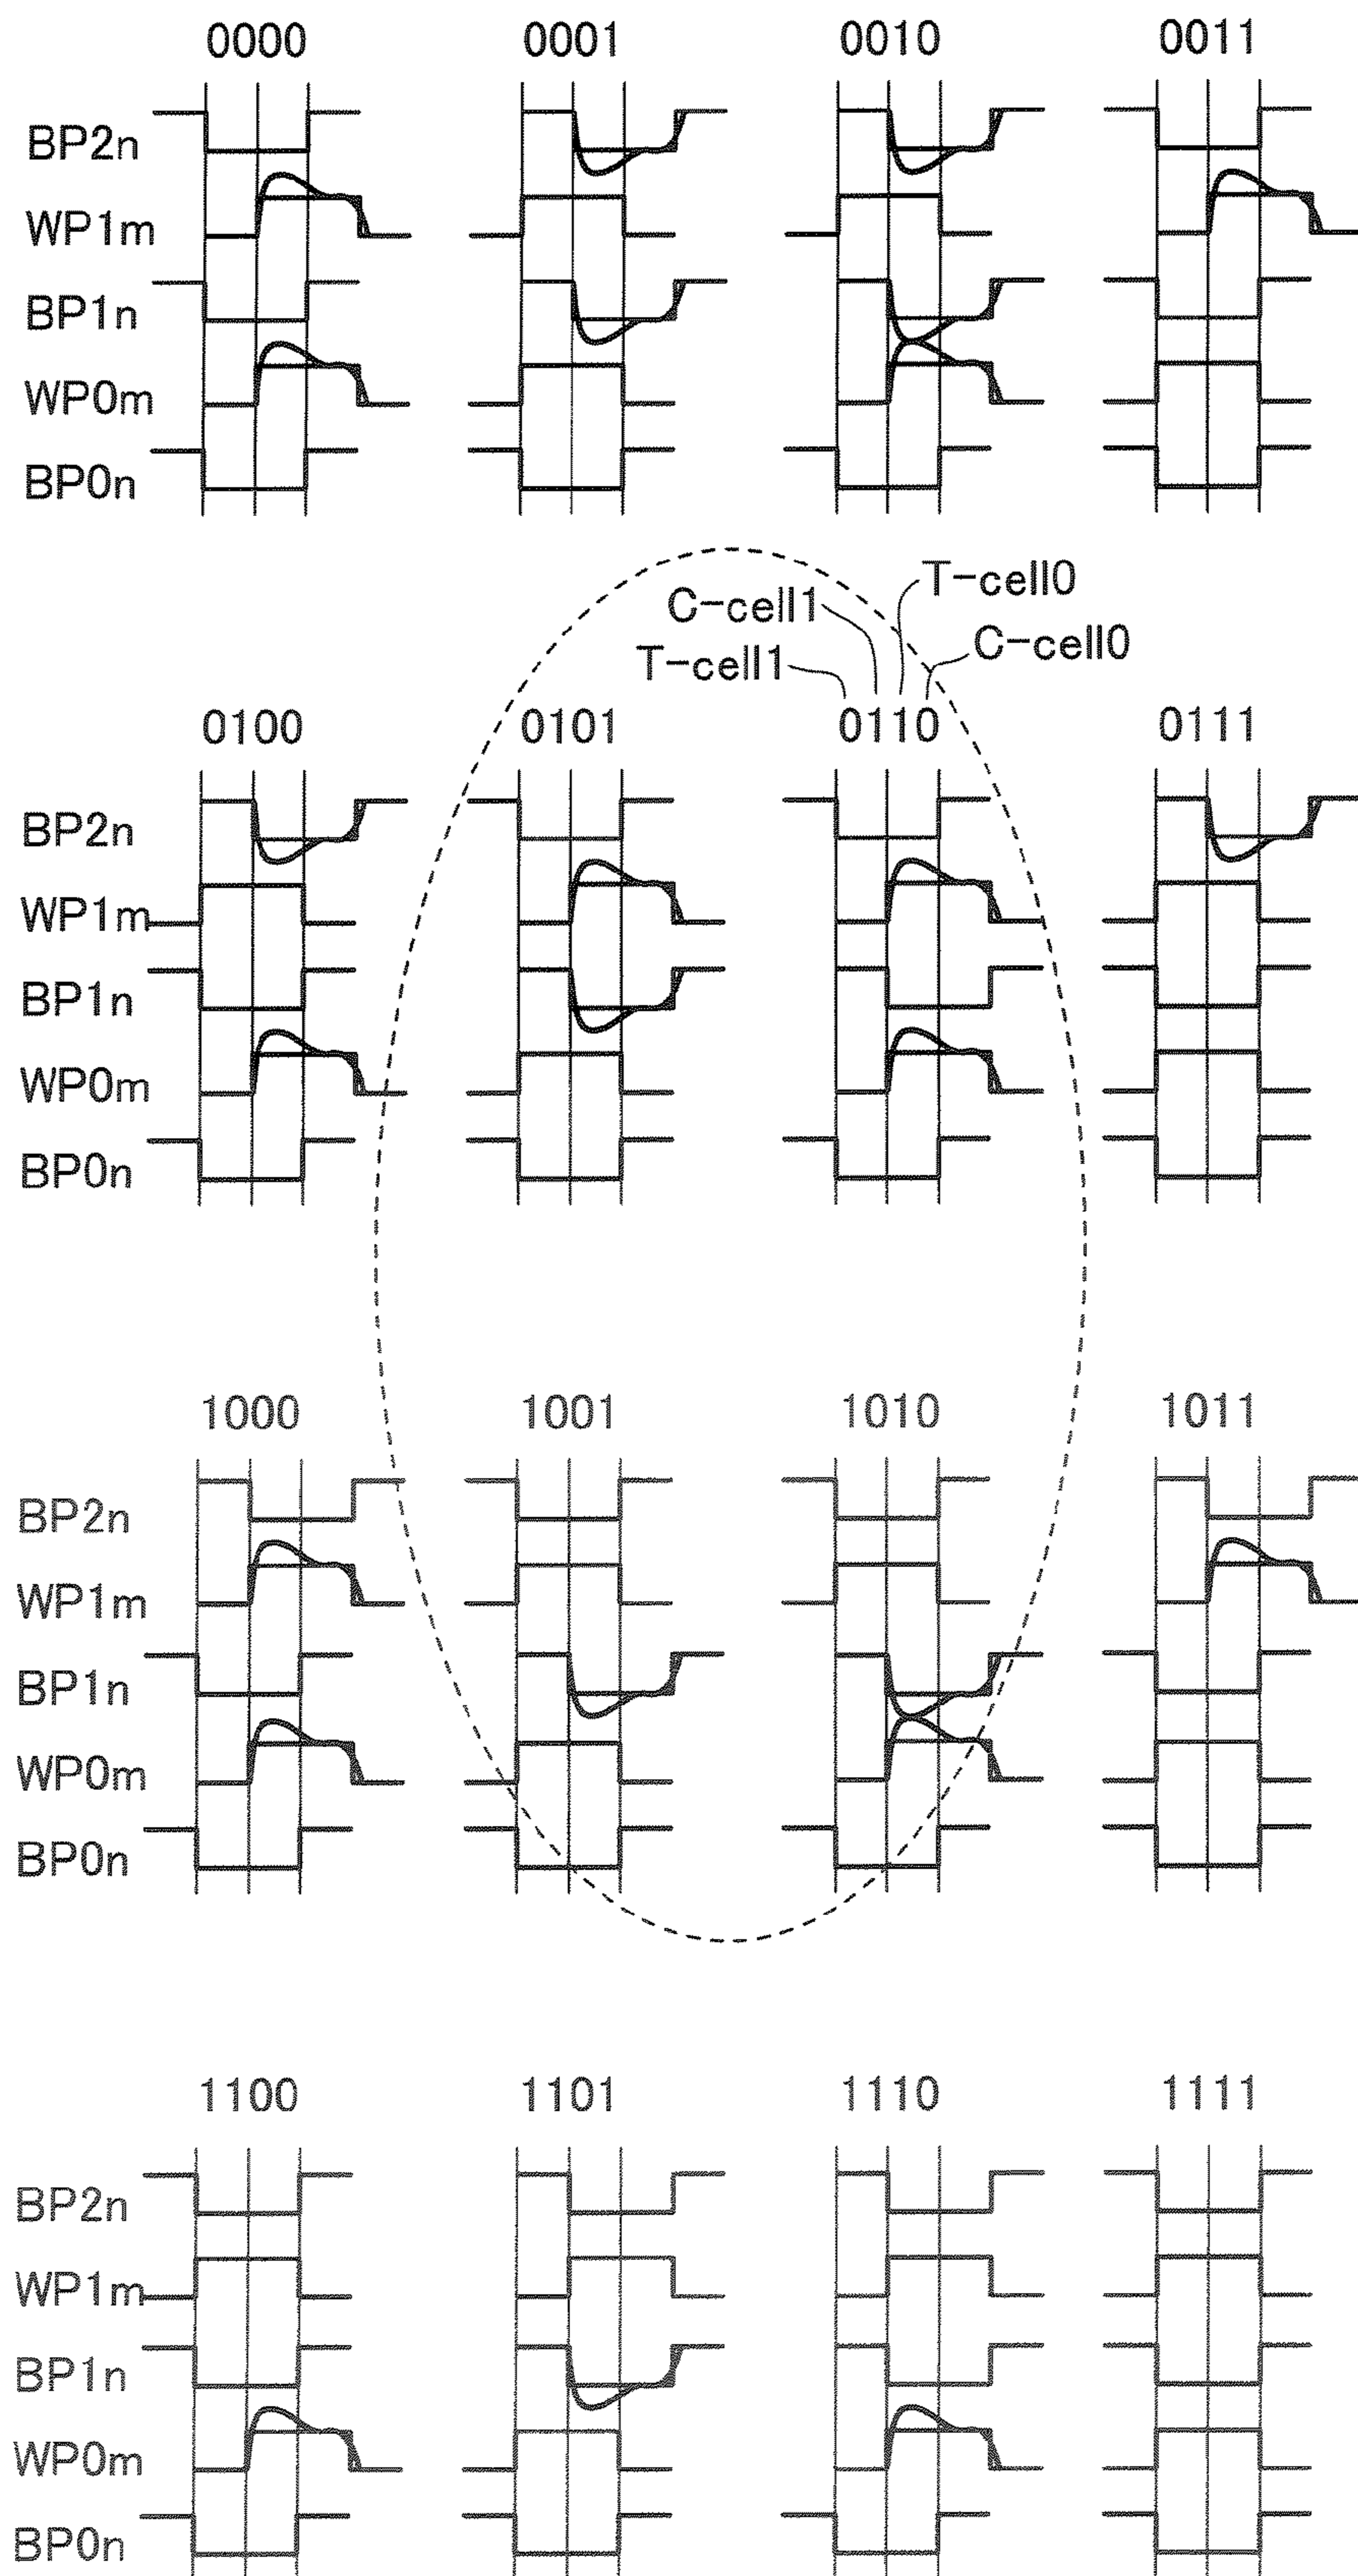 0000 0001 0010 0011
BP2n
WP1m
BP1n
WP0m
BP0n
T-cell0
C-cell1
C-cell0
T-cell1
0100 0101 0110 0111
BP2n
WP1m
BP1n
WP0m
BP0n
1000 1001 1010 1011
BP2n
WP1m
BP1n
WP0m
BP0n
1100 1101 1110 1111
BP2n
WP1m
BP1n
WP0m
BP0n